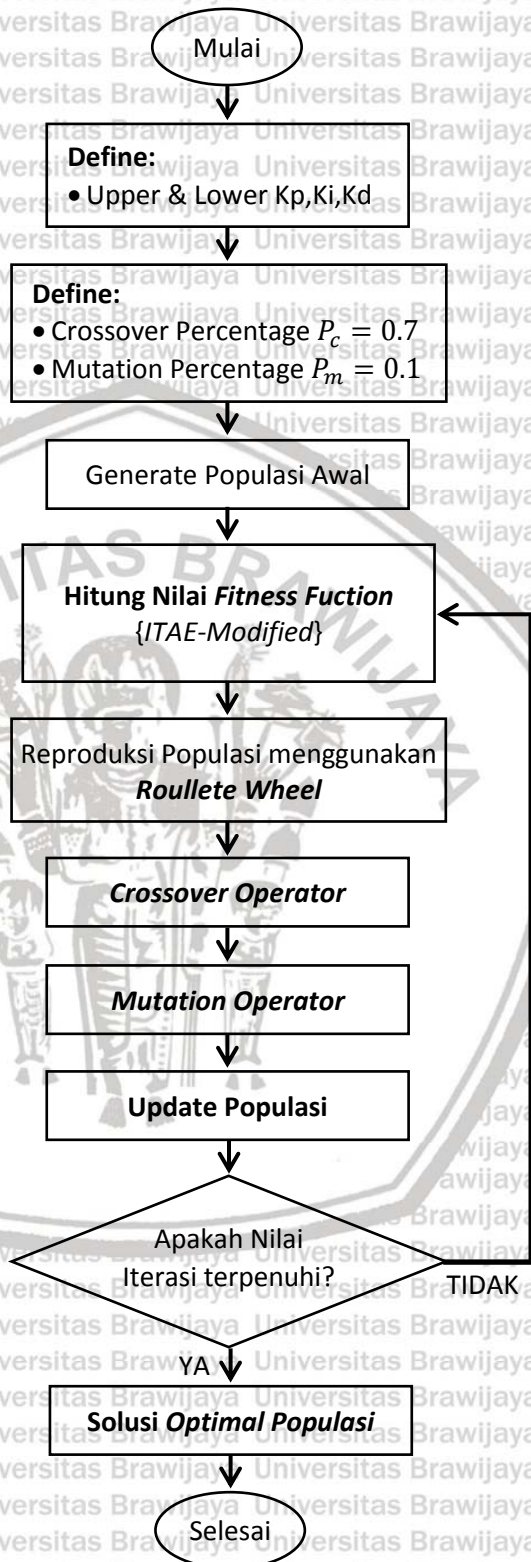 Mulai
Define:
• Upper & Lower Kp,Ki,Kd
Define:
• Crossover Percentage P_c = 0.7
• Mutation Percentage P_m = 0.1
Generate Populasi Awal
Hitung Nilai Fitness Fuction
{ITAE-Modified}
Reproduksi Populasi menggunakan
Roullete Wheel
Crossover Operator
Mutation Operator
Update Populasi
Apakah Nilai
Iterasi terpenuhi?
TIDAK
YA
Solusi Optimal Populasi
Selesai